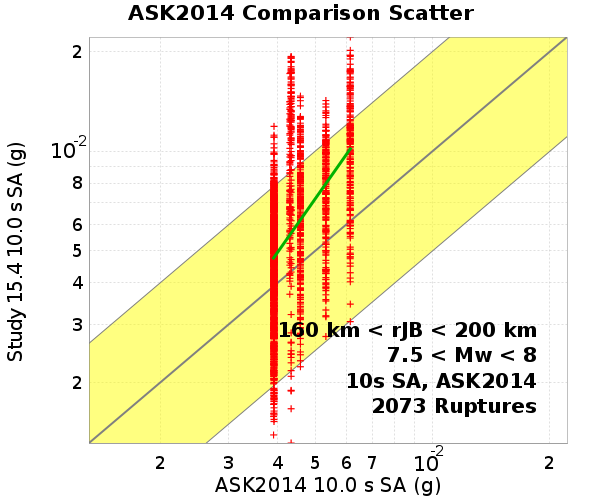 ASK2014 Comparison Scatter
2
10-2
8
6
5
4
3
2
Study 15.4 10.0 s SA (g)
160 km < rJB < 200 km
7.5 < Mw < 8
10s SA, ASK2014
2073 Ruptures
2 3 4 5 6 7 10-2 2
ASK2014 10.0 s SA (g)